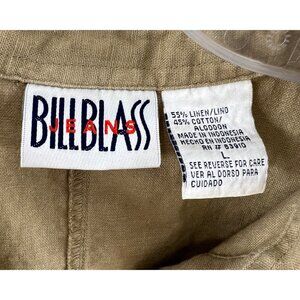 BILLBLASS
JEANS
55% LINEN/LINO
45% COTTON/
ALGODON
MADE IN INDONESIA
HECHO EN INDONESIA
RN # 83910
L
SEE REVERSE FOR CARE
VER AL DORSO PARA
CUIDADO